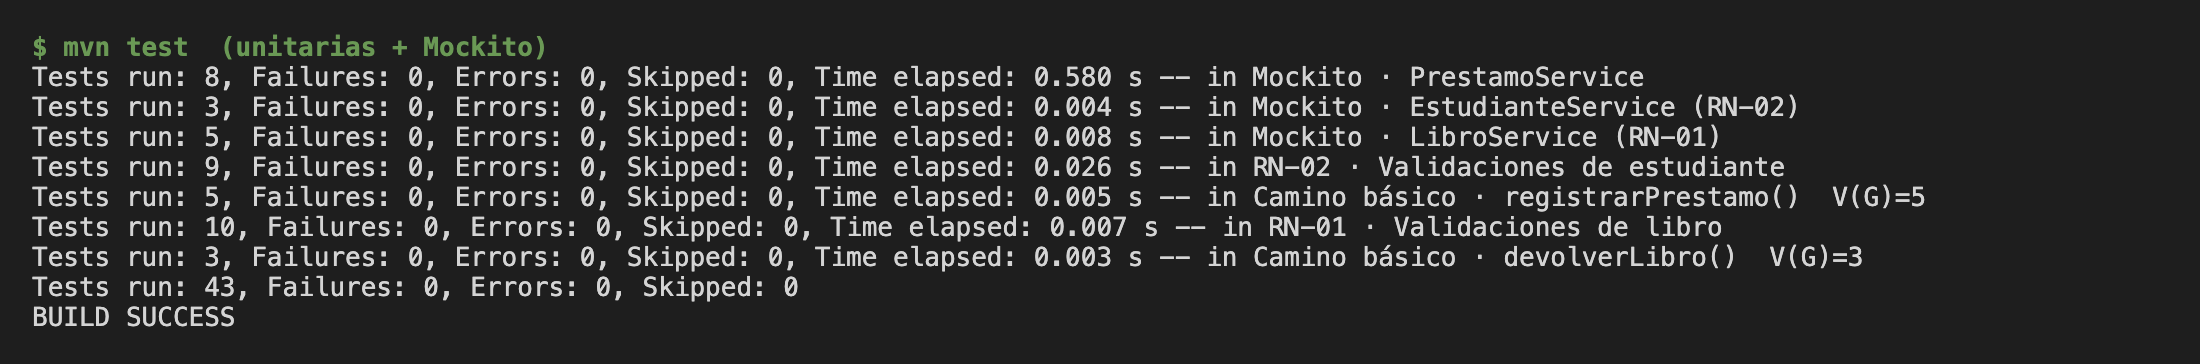 $ mvn test  (unitarias + Mockito)
Tests run: 8, Failures: 0, Errors: 0, Skipped: 0, Time elapsed: 0.580 s -- in Mockito · PrestamoService
Tests run: 3, Failures: 0, Errors: 0, Skipped: 0, Time elapsed: 0.004 s -- in Mockito · EstudianteService (RN-02)
Tests run: 5, Failures: 0, Errors: 0, Skipped: 0, Time elapsed: 0.008 s -- in Mockito · LibroService (RN-01)
Tests run: 9, Failures: 0, Errors: 0, Skipped: 0, Time elapsed: 0.026 s -- in RN-02 · Validaciones de estudiante
Tests run: 5, Failures: 0, Errors: 0, Skipped: 0, Time elapsed: 0.005 s -- in Camino básico · registrarPrestamo()  V(G)=5
Tests run: 10, Failures: 0, Errors: 0, Skipped: 0, Time elapsed: 0.007 s -- in RN-01 · Validaciones de libro
Tests run: 3, Failures: 0, Errors: 0, Skipped: 0, Time elapsed: 0.003 s -- in Camino básico · devolverLibro()  V(G)=3
Tests run: 43, Failures: 0, Errors: 0, Skipped: 0
BUILD SUCCESS